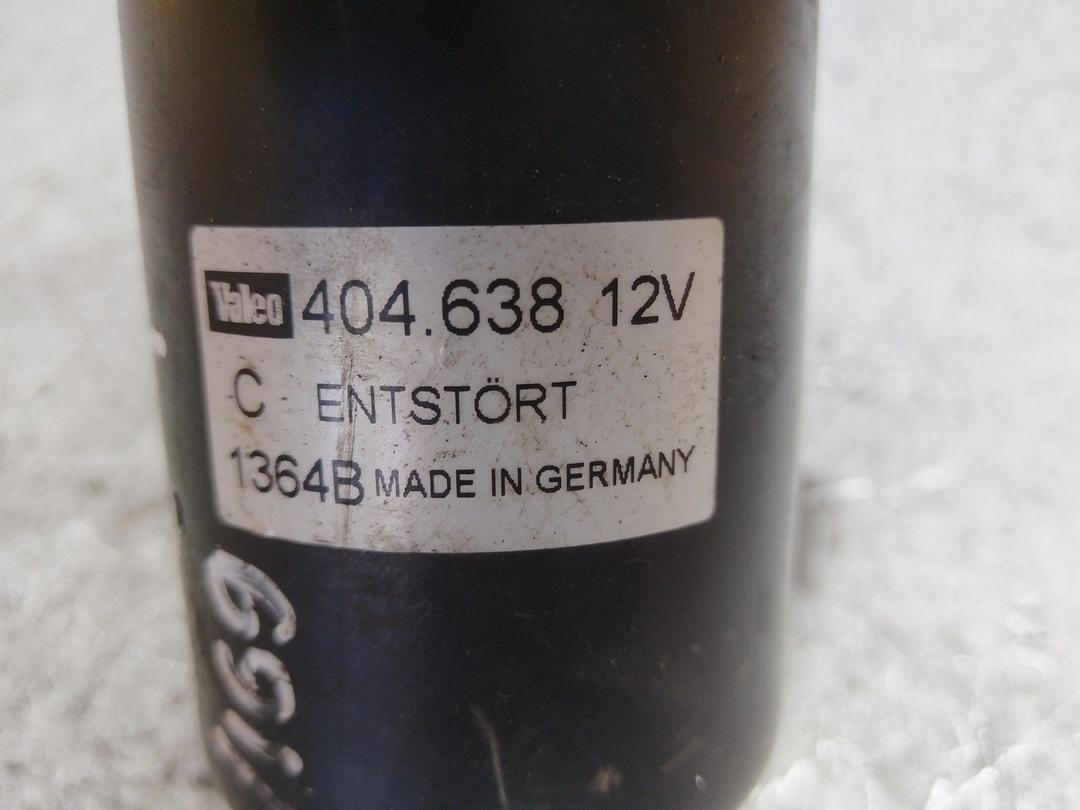 Valeo 404.638 12V
C ENTSTÖRT
1364B MADE IN GERMANY